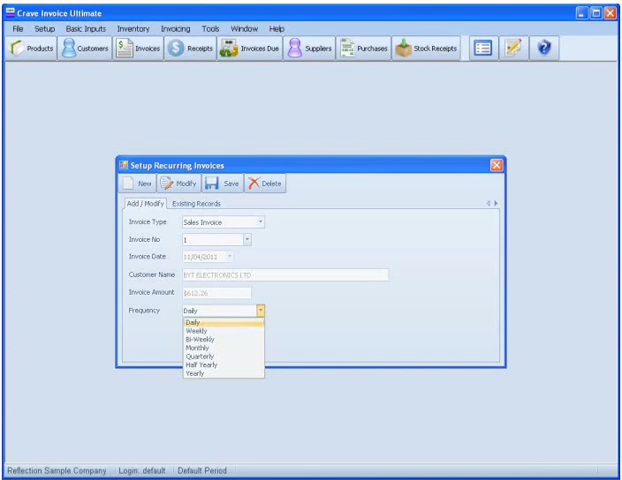 Crave Invoice Ultimate
File Setup Basic Inputs Inventory Invoicing Tools Window Help
Products Customers Invoices Receipts Invoices Due Suppliers Purchases Stock Receipts
Setup Recurring Invoices
New Modify Save Delete
Add / Modify Existing Records
Invoice Type Sales Invoice
Invoice No 1
Invoice Date 11/04/2011
Customer Name BYT ELECTRONICS LTD
Invoice Amount $612.26
Frequency Daily
Daily
Weekly
Bi-Weekly
Monthly
Quarterly
Half Yearly
Yearly
Reflection Sample Company Login: default Default Period